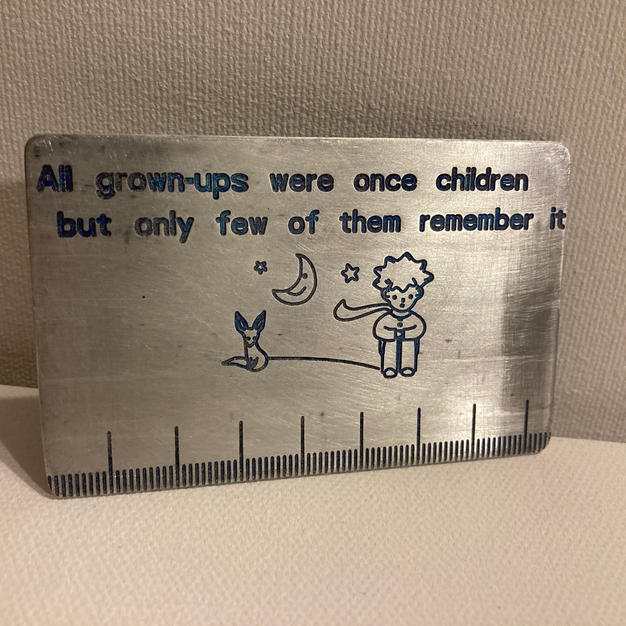 All grown-ups were once children
but only few of them remember it